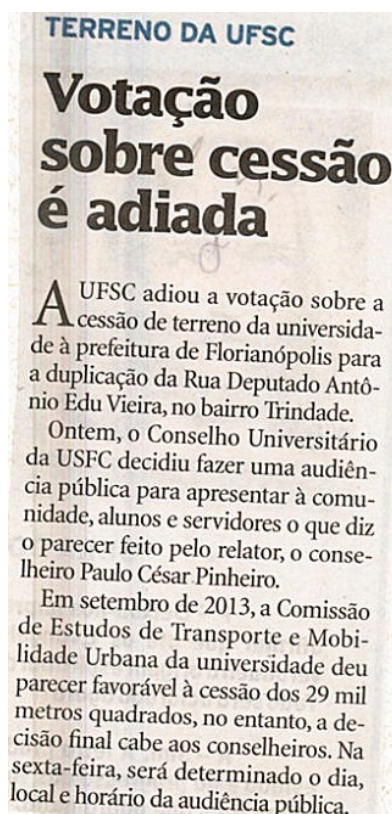 TERRENO DA UFSC
Votação
sobre cessão
é adiada
A UFSC adiou a votação sobre a
cessão de terreno da universida-
de à prefeitura de Florianópolis para
a duplicação da Rua Deputado Antô-
nio Edu Vieira, no bairro Trindade.
Ontem, o Conselho Universitário
da USFC decidiu fazer uma audiên-
cia pública para apresentar à comu-
nidade, alunos e servidores o que diz
o parecer feito pelo relator, o conse-
lheiro Paulo César Pinheiro.
Em setembro de 2013, a Comissão
de Estudos de Transporte e Mobi-
lidade Urbana da universidade deu
parecer favorável à cessão dos 29 mil
metros quadrados, no entanto, a de-
cisão final cabe aos conselheiros. Na
sexta-feira, será determinado o dia,
local e horário da audiência pública.